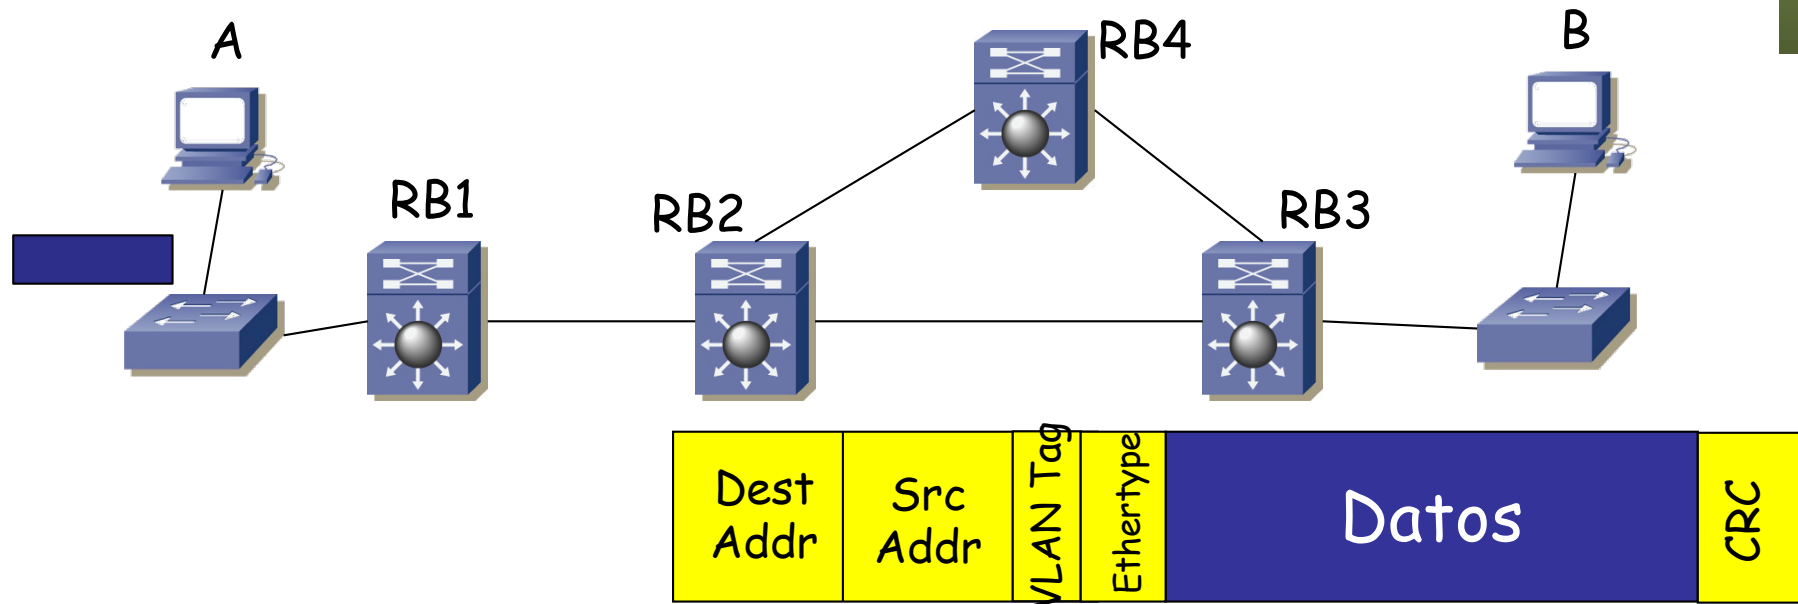 A
RB4
B
RB1
RB2
RB3
Dest
Addr
Src
Addr
VLAN Tag
Ethertype
Datos
CRC